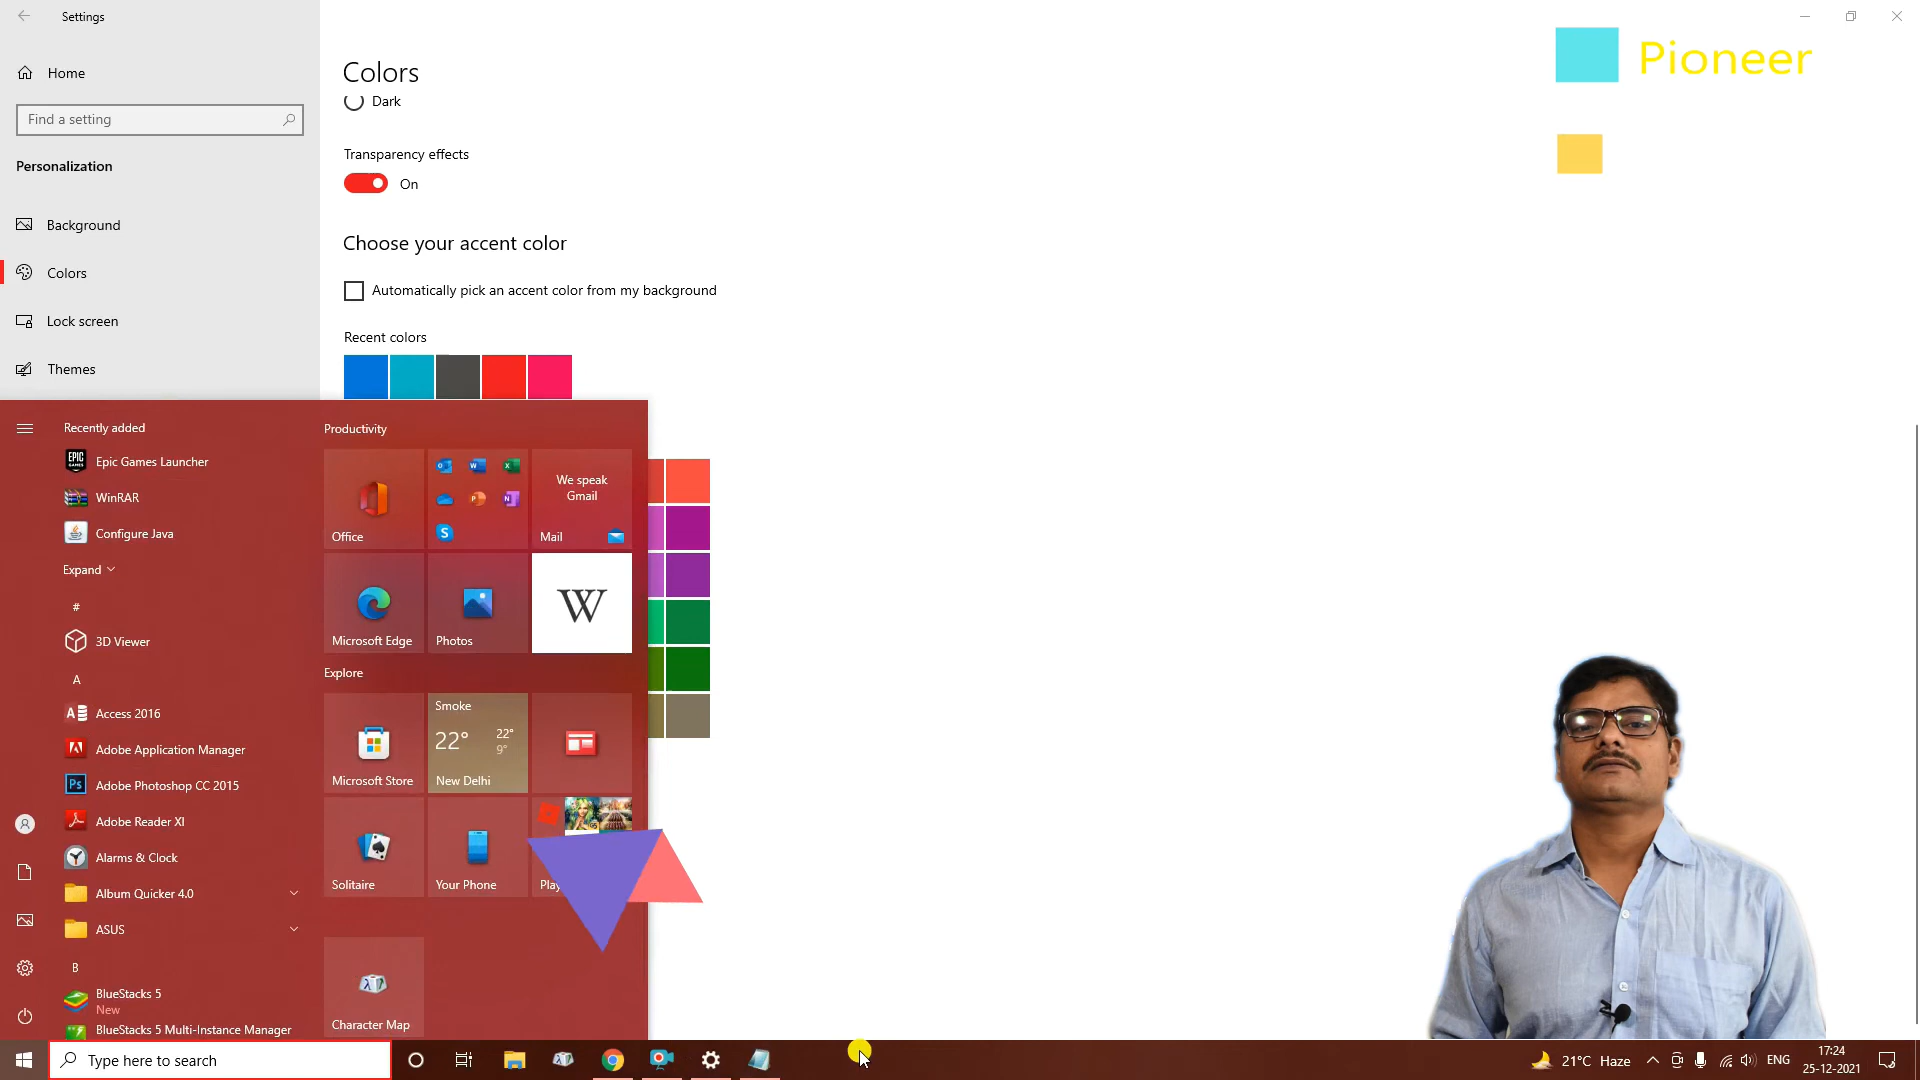 Settings
Home
Find a setting
Personalization
Background
Colors
Lock screen
Themes
Colors
Dark
Transparency effects
On
Choose your accent color
Automatically pick an accent color from my background
Recent colors
Pioneer
Recently added
EPIC GAMES
Epic Games Launcher
WinRAR
Configure Java
Expand
#
3D Viewer
A
Access 2016
Adobe Application Manager
Ps
Adobe Photoshop CC 2015
Adobe Reader XI
Alarms & Clock
Album Quicker 4.0
ASUS
B
BlueStacks 5
New
BlueStacks 5 Multi-Instance Manager
Productivity
Office
We speak
Gmail
Mail
Microsoft Edge
Photos
W
Explore
Microsoft Store
Smoke
22° 22°
9°
New Delhi
Solitaire
Your Phone
Play
Character Map
Type here to search
21°C Haze
ENG
17:24
25-12-2021